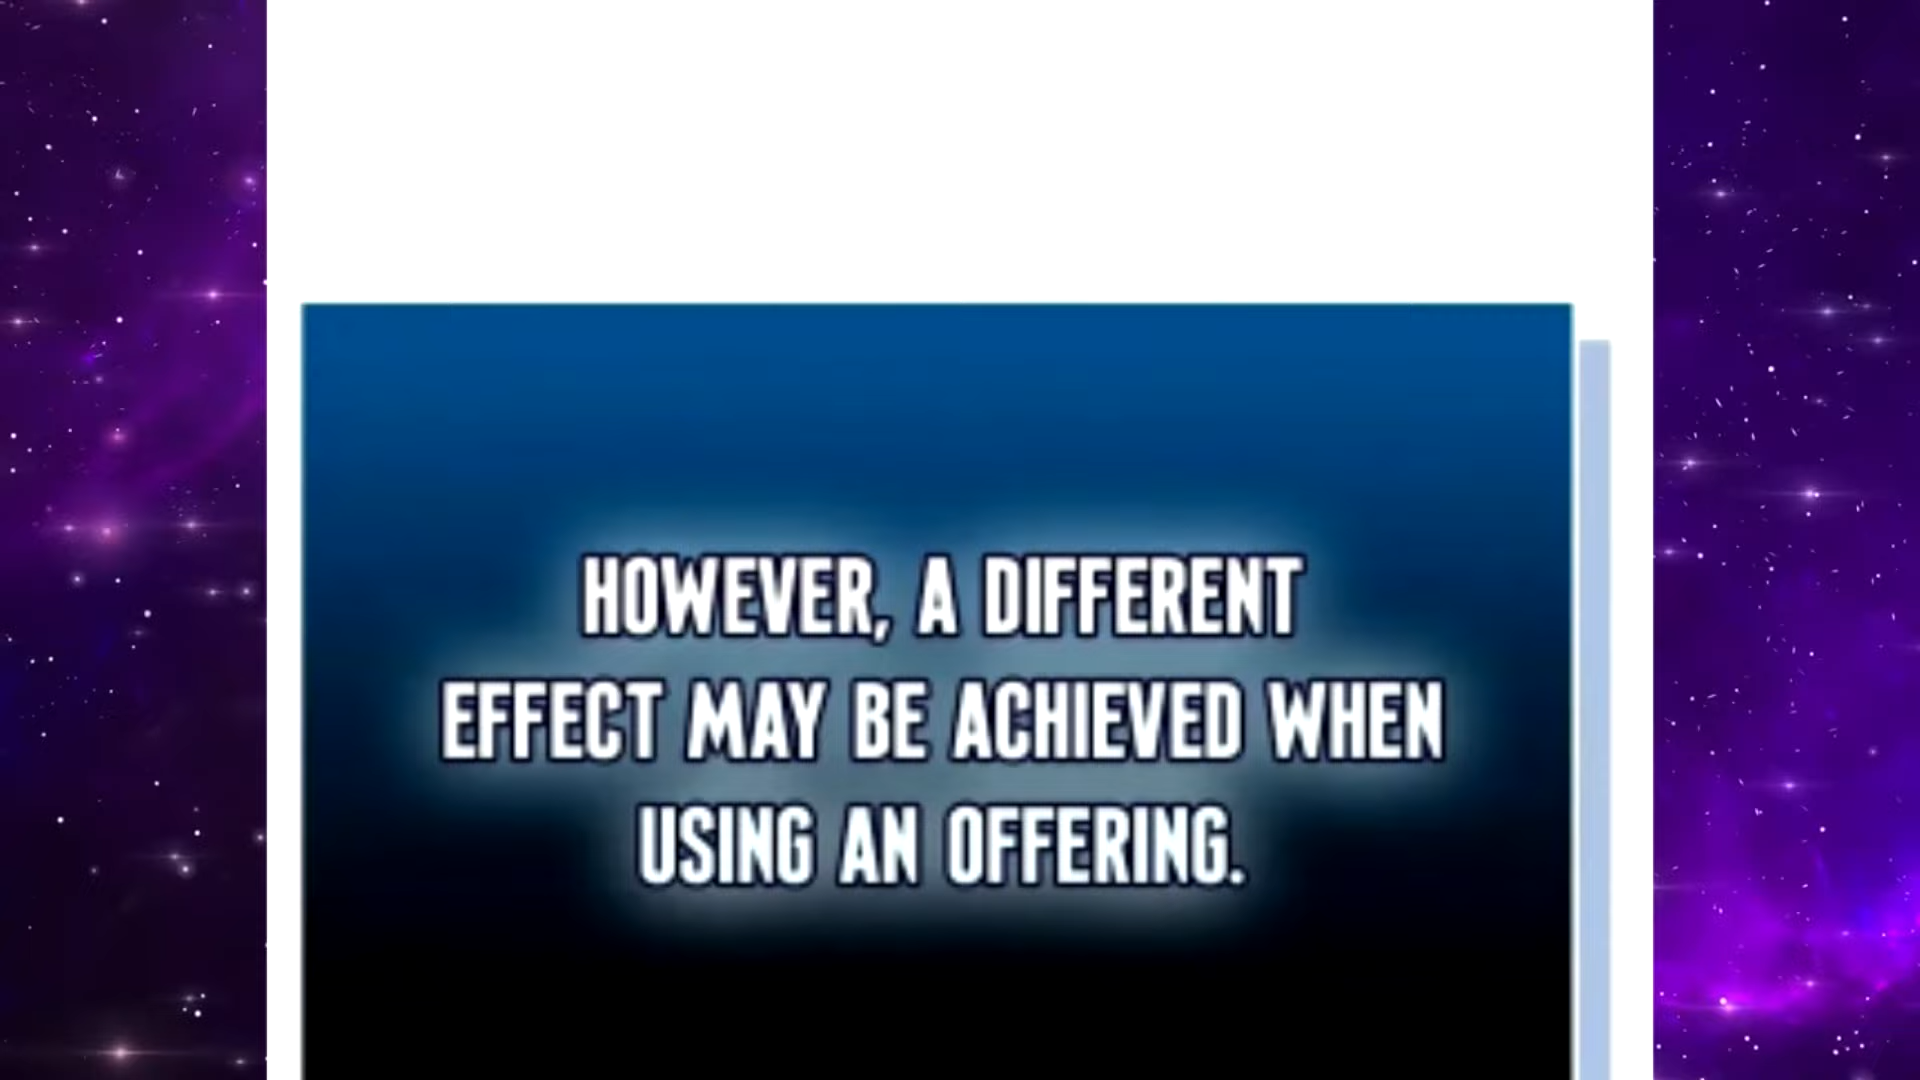 HOWEVER, A DIFFERENT
EFFECT MAY BE ACHIEVED WHEN
USING AN OFFERING.